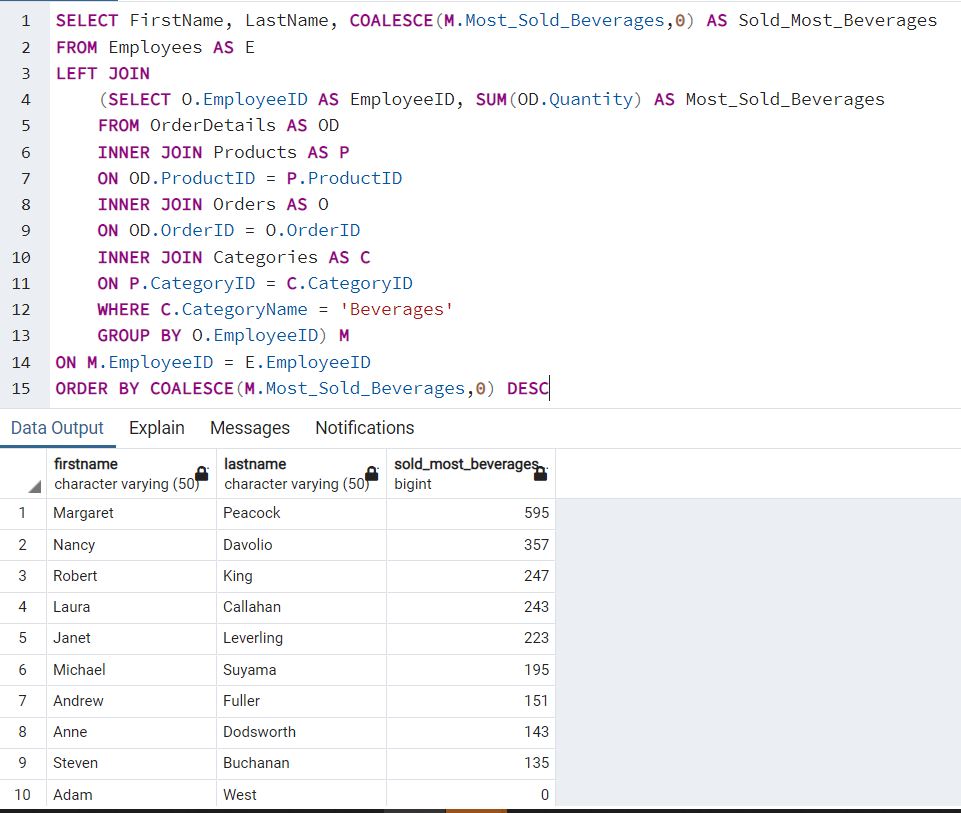 1 SELECT FirstName, LastName, COALESCE(M.Most_Sold_Beverages,0) AS Sold_Most_Beverages
2 FROM Employees AS E
3 LEFT JOIN
4 (SELECT O.EmployeeID AS EmployeeID, SUM(OD.Quantity) AS Most_Sold_Beverages
5 FROM OrderDetails AS OD
6 INNER JOIN Products AS P
7 ON OD.ProductID = P.ProductID
8 INNER JOIN Orders AS O
9 ON OD.OrderID = O.OrderID
10 INNER JOIN Categories AS C
11 ON P.CategoryID = C.CategoryID
12 WHERE C.CategoryName = 'Beverages'
13 GROUP BY O.EmployeeID) M
14 ON M.EmployeeID = E.EmployeeID
15 ORDER BY COALESCE(M.Most_Sold_Beverages,0) DESC
Data Output Explain Messages Notifications
firstname lastname sold_most_beverages
character varying (50) character varying (50) bigint
1 Margaret Peacock 595
2 Nancy Davolio 357
3 Robert King 247
4 Laura Callahan 243
5 Janet Leverling 223
6 Michael Suyama 195
7 Andrew Fuller 151
8 Anne Dodsworth 143
9 Steven Buchanan 135
10 Adam West 0